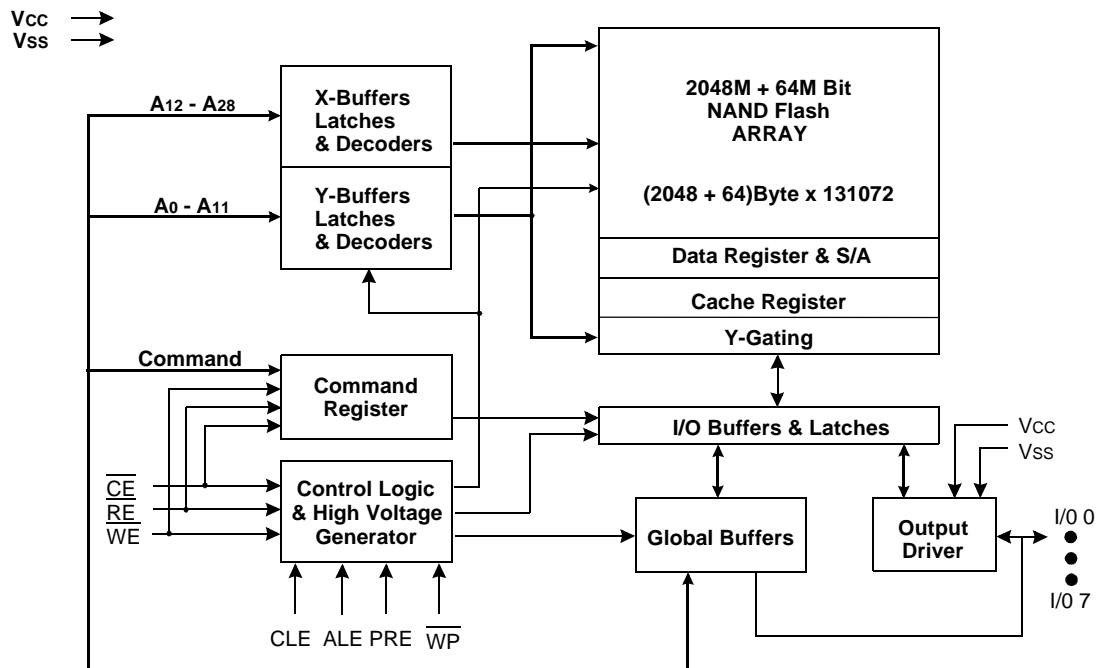 VCC
VSS
A12 - A28
X-Buffers
Latches
& Decoders
A0 - A11
Y-Buffers
Latches
& Decoders
2048M + 64M Bit
NAND Flash
ARRAY
(2048 + 64)Byte x 131072
Data Register & S/A
Cache Register
Y-Gating
Command
Command
Register
I/O Buffers & Latches
VCC
VSS
CE
RE
WE
Control Logic
& High Voltage
Generator
Global Buffers
Output
Driver
I/0 0
I/0 7
CLE ALE PRE WP